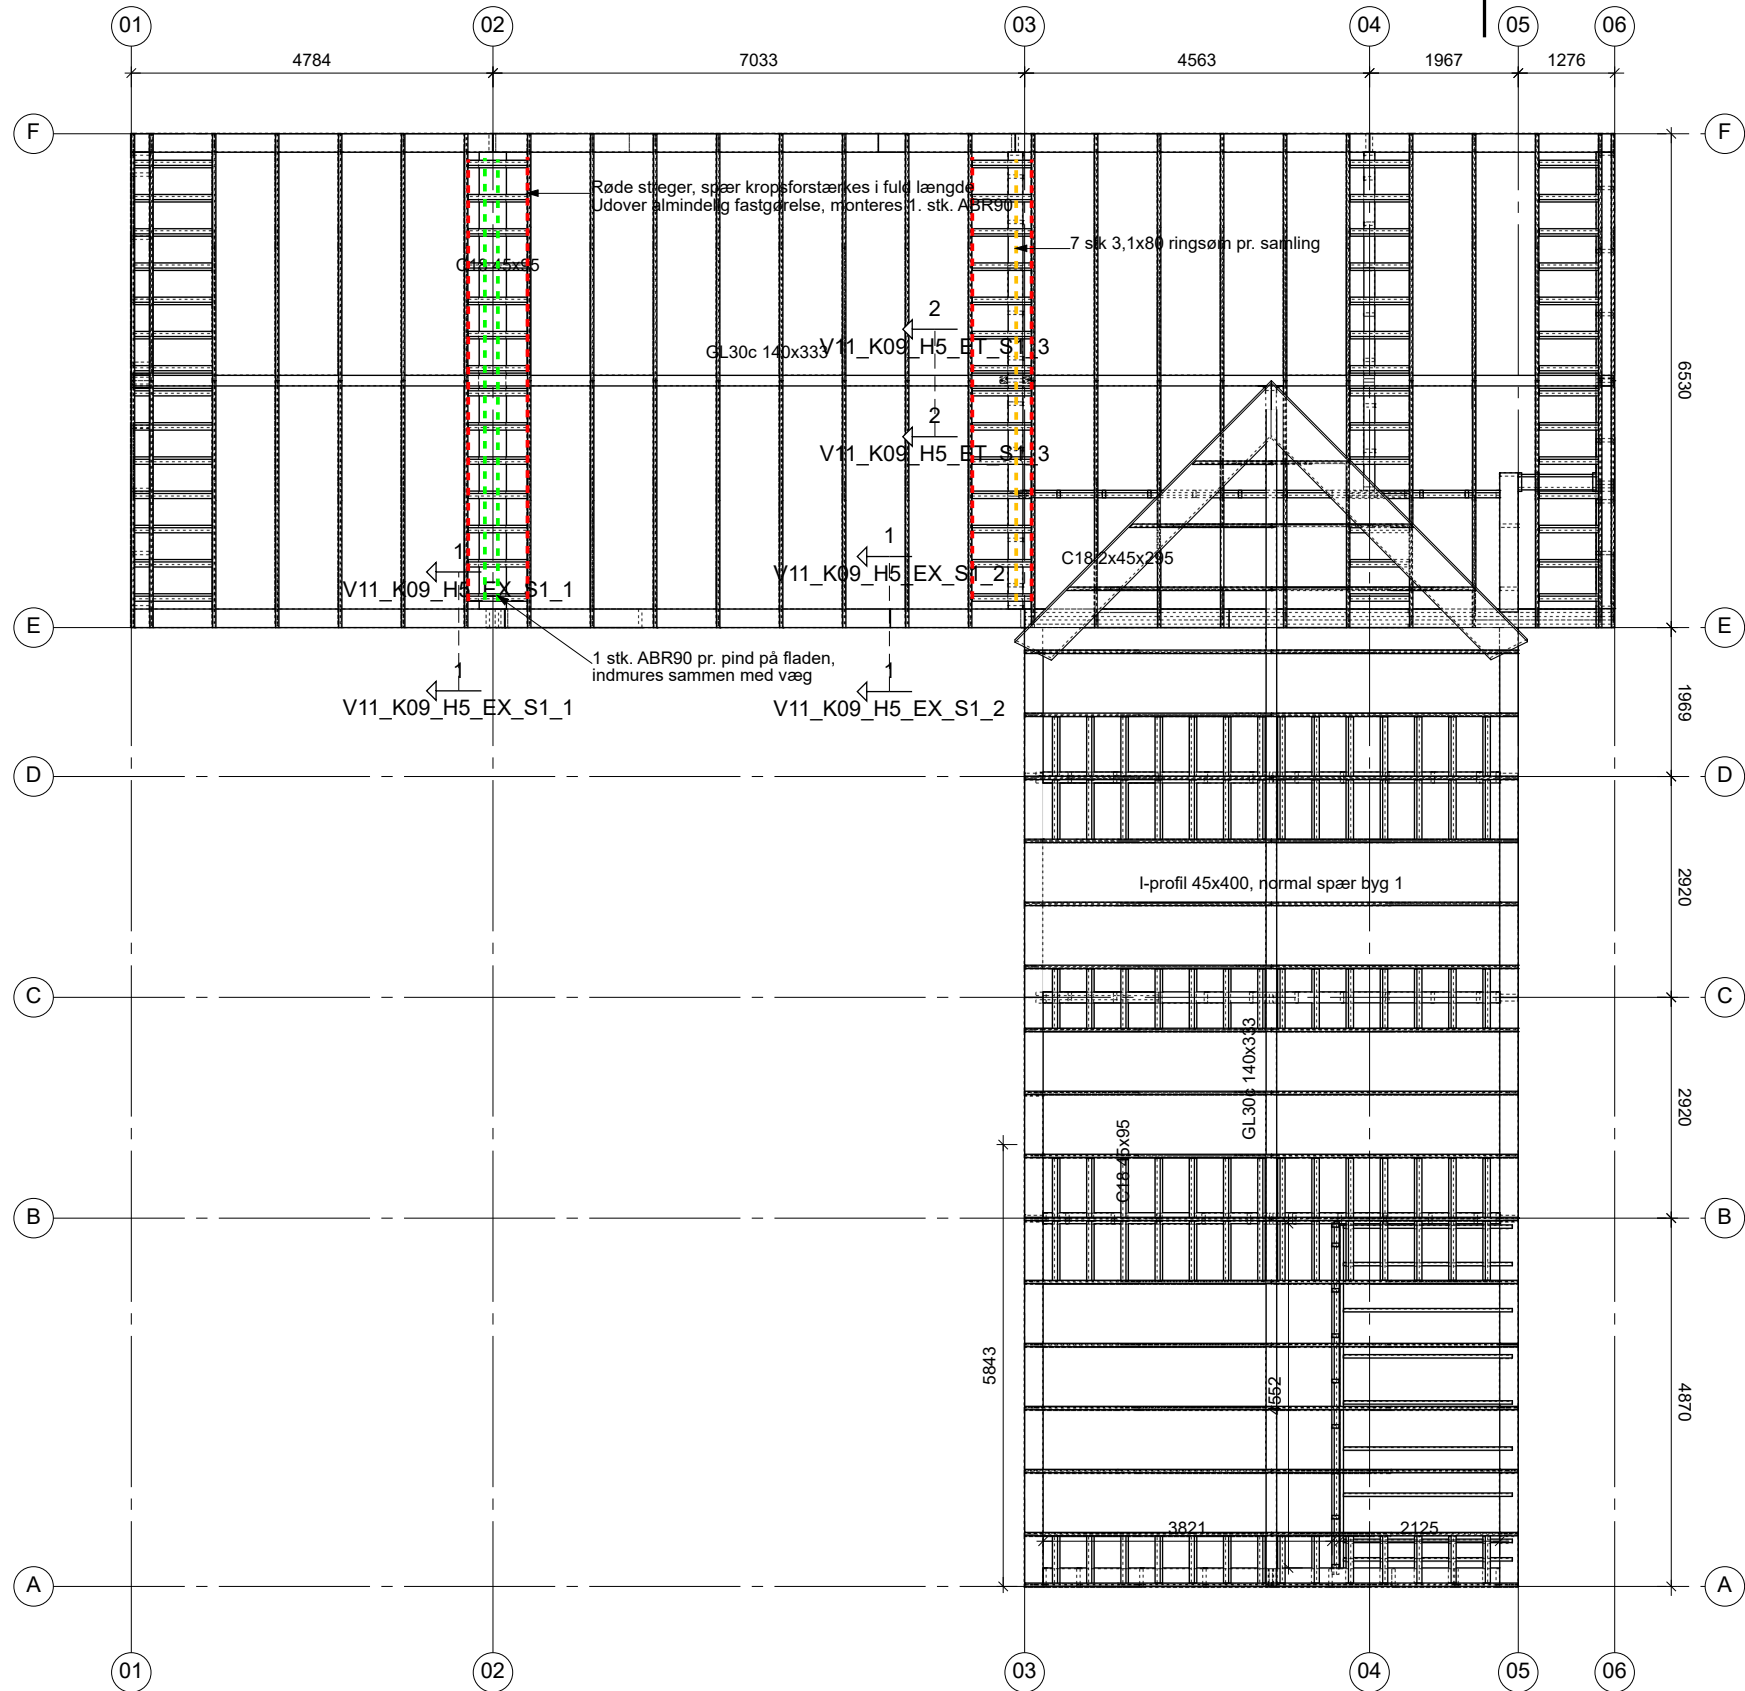 01 02 03 04 05 06
4784 7033 4563 1967 1276
F F
Røde streger, spær kropsforstærkes i fuld længde
Udover almindelig fastgørelse, monteres 1. stk. ABR90
7 stk 3,1x80 ringsøm pr. samling
C18 45x95
2
V11_K09_H5_ET_S1_3
GL30c 140x333
6530
2
V11_K09_H5_ET_S1_3
1
V11_K09_H5_EX_S1_1
1
V11_K09_H5_EX_S1_2
C18 2x45x295
E E
1 stk. ABR90 pr. pind på fladen,
indmures sammen med væg
1
V11_K09_H5_EX_S1_1
1
V11_K09_H5_EX_S1_2
1969
D D
I-profil 45x400, normal spær byg 1
2920
C C
GL30c 140x333
2920
C18 45x95
B B
5843
4552
4870
3821
2125
A A
01 02 03 04 05 06